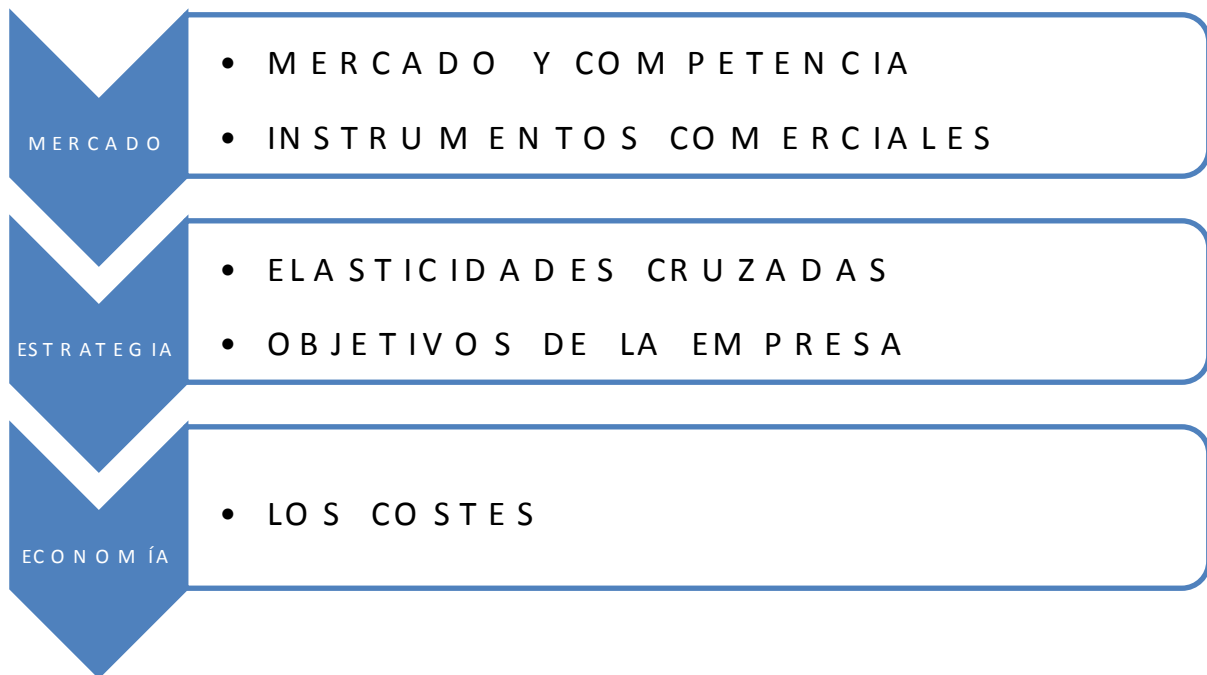 MERCADO
• MERCADO Y COMPETENCIA
• INSTRUMENTOS COMERCIALES
ESTRATEGIA
• ELASTICIDADES CRUZADAS
• OBJETIVOS DE LA EMPRESA
ECONOMÍA
• LOS COSTES